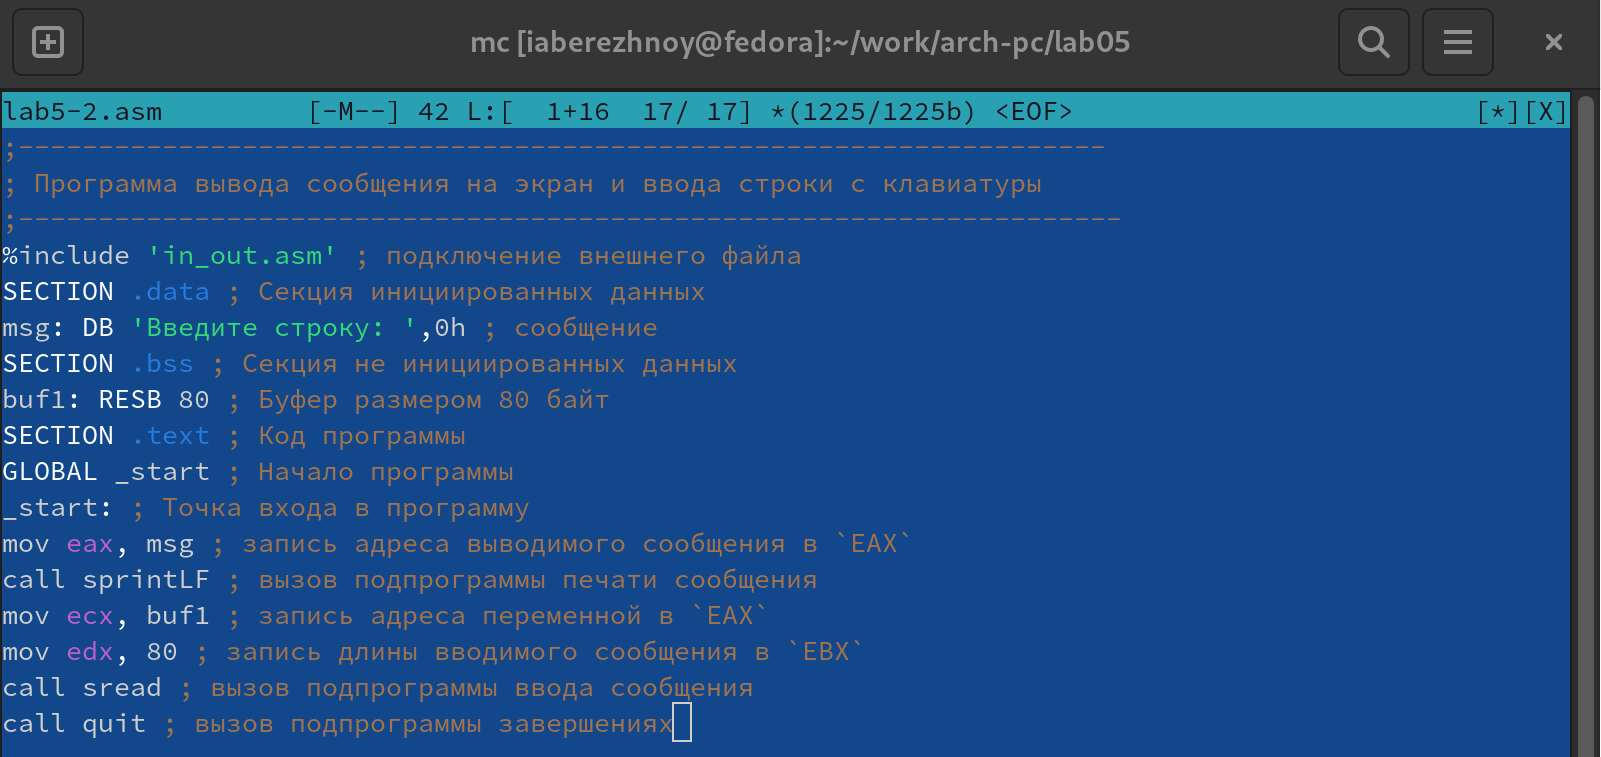 mc [iaberezhnoy@fedora]:~/work/arch-pc/lab05
lab5-2.asm [-M--] 42 L:[ 1+16 17/ 17] *(1225/1225b) <EOF> [*][X]
;--------------------------------------------------------------------
; Программа вывода сообщения на экран и ввода строки с клавиатуры
;---------------------------------------------------------------------
%include 'in_out.asm' ; подключение внешнего файла
SECTION .data ; Секция инициированных данных
msg: DB 'Введите строку: ',0h ; сообщение
SECTION .bss ; Секция не инициированных данных
buf1: RESB 80 ; Буфер размером 80 байт
SECTION .text ; Код программы
GLOBAL _start ; Начало программы
_start: ; Точка входа в программу
mov eax, msg ; запись адреса выводимого сообщения в `EAX`
call sprintLF ; вызов подпрограммы печати сообщения
mov ecx, buf1 ; запись адреса переменной в `EAX`
mov edx, 80 ; запись длины вводимого сообщения в `EBX`
call sread ; вызов подпрограммы ввода сообщения
call quit ; вызов подпрограммы завершениях